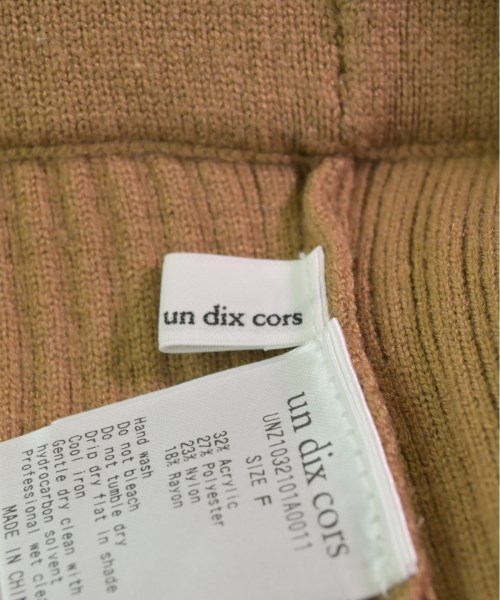 un dix cors
un dix cors
UNZ1032101A0011
SIZE F
32% Acrylic
27% Polyester
23% Nylon
18% Rayon
Hand wash
Do not bleach
Do not tumble dry
Drip dry flat in shade
Cool iron
Gentle dry clean with
hydrocarbon solvent
Professional wet clea
MADE IN CHIN